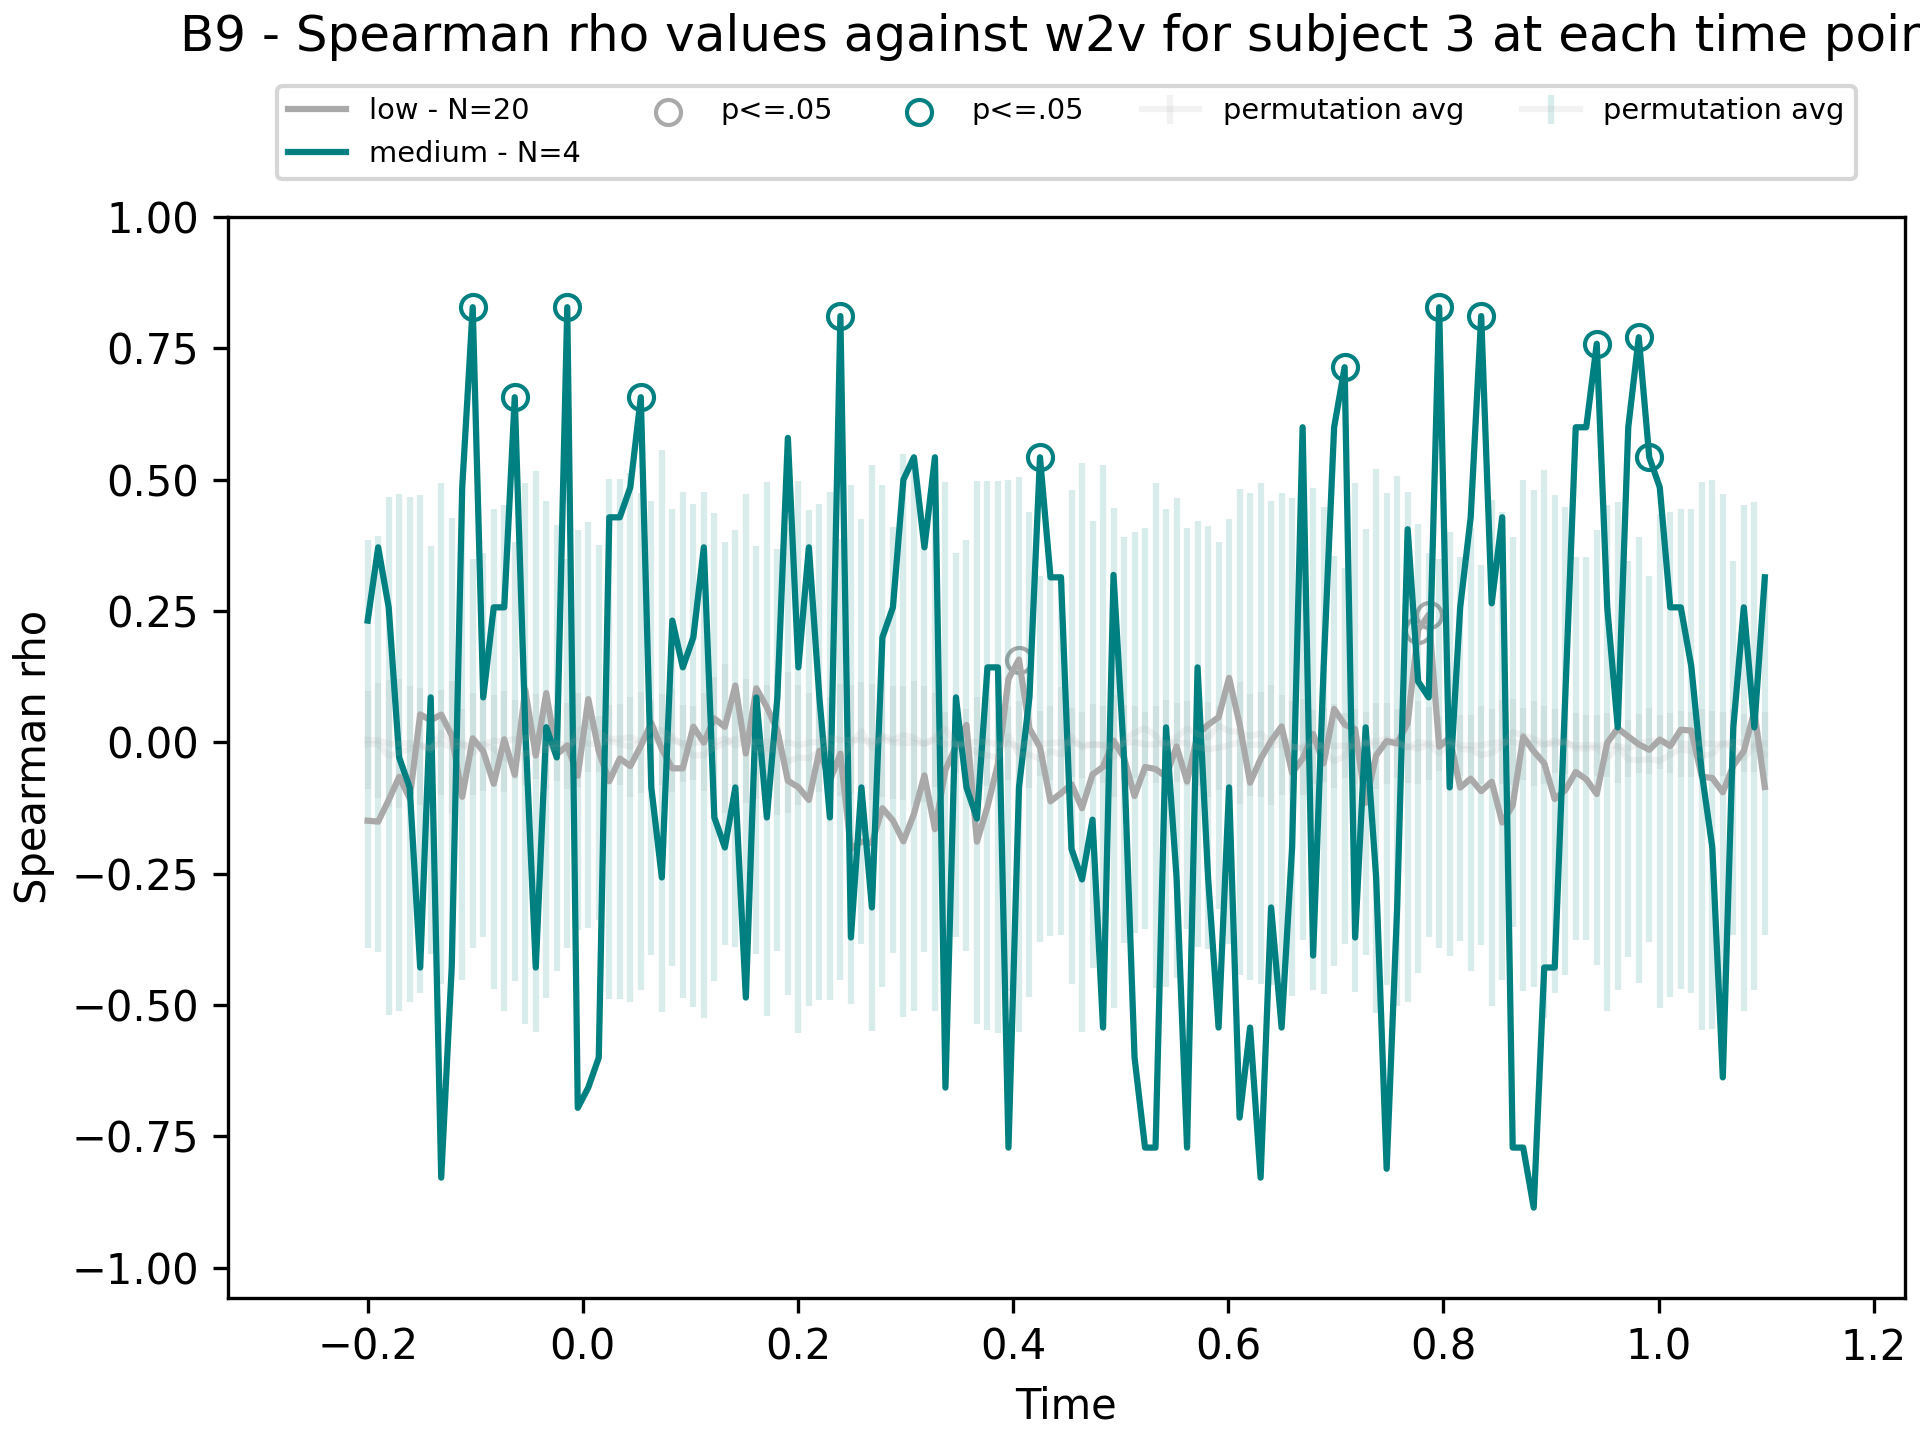 B9 - Spearman rho values against w2v for subject 3 at each time poin
low - N=20
medium - N=4
p<=.05
p<=.05
permutation avg
permutation avg
1.00
0.75
0.50
0.25
0.00
−0.25
−0.50
−0.75
−1.00
Spearman rho
−0.2
0.0
0.2
0.4
0.6
0.8
1.0
1.2
Time